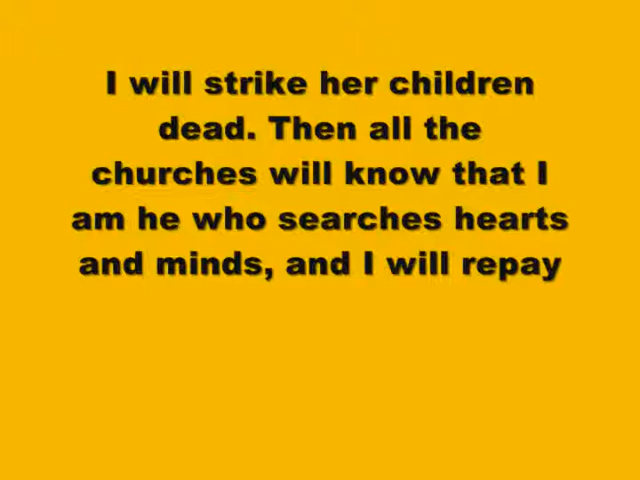 I will strike her children
dead. Then all the
churches will know that I
am he who searches hearts
and minds, and I will repay